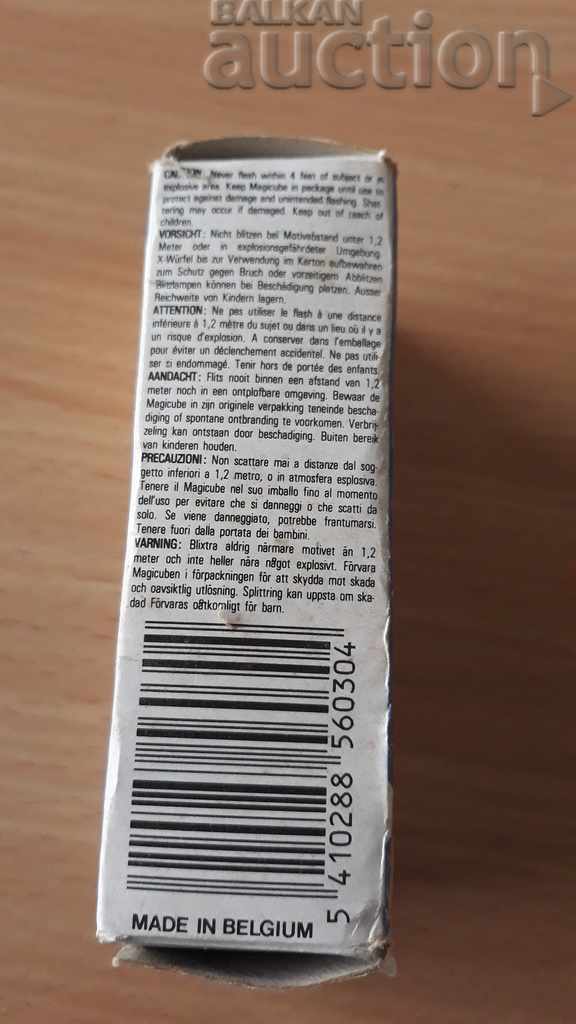 BALKAN
auction
CAUTION: Never flash within 4 feet of subject or in
explosive area. Keep Magicube in package until use to
protect against damage and unintended flashing. Shat
tering may occur if damaged. Keep out of reach of
children.
VORSICHT: Nicht blitzen bei Motivabstand unter 1,2
Meter oder in explosionsgefährdeter Umgebung.
X-Würfel bis zur Verwendung im Karton aufbewahren
zum Schutz gegen Bruch oder vorzeitigem Abblitzen
Blitzlampen können bei Beschädigung platzen. Ausser
Reichweite von Kindern lagern.
ATTENTION: Ne pas utiliser le flash à une distance
inférieure à 1,2 mètre du sujet ou dans un lieu où il y a
un risque d'explosion. A conserver dans l'emballage
pour éviter un déclenchement accidentel. Ne pas utili-
ser si endommagé. Tenir hors de portée des enfants.
AANDACHT: Flits nooit binnen een afstand van 1,2
meter noch in een ontplofbare omgeving. Bewaar de
Magicube in zijn originele verpakking teneinde bescha-
diging of spontane ontbranding te voorkomen. Verbrij-
zeling kan ontstaan door beschadiging. Buiten bereik
van kinderen houden.
PRECAUZIONI: Non scattare mai a distanze dal sog-
getto inferiori a 1,2 metro, o in atmosfera esplosiva.
Tenere il Magicube nel suo imballo fino al momento
dell'uso per evitare che si danneggi o che scatti da
solo. Se viene danneggiato, potrebbe frantumarsi.
Tenere fuori dalla portata dei bambini.
VARNING: Blixtra aldrig närmare motivet än 1,2
meter och inte heller nära något explosivt. Förvara
Magicuben i förpackningen för att skydda mot skada
och oavsiktlig utlösning. Splittring kan uppsta om ska-
dad Förvaras oåtkomligt för barn.
5 410288 560304
MADE IN BELGIUM